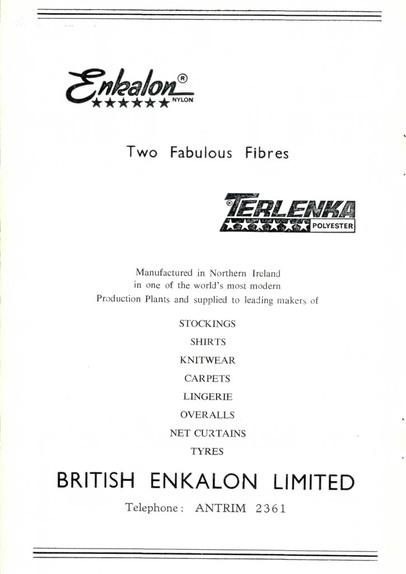 Enkalon®
NYLON
Two Fabulous Fibres
®TERLENKA
POLYESTER
Manufactured in Northern Ireland
in one of the world's most modern
Production Plants and supplied to leading makers of
STOCKINGS
SHIRTS
KNITWEAR
CARPETS
LINGERIE
OVERALLS
NET CURTAINS
TYRES
BRITISH ENKALON LIMITED
Telephone: ANTRIM 2361